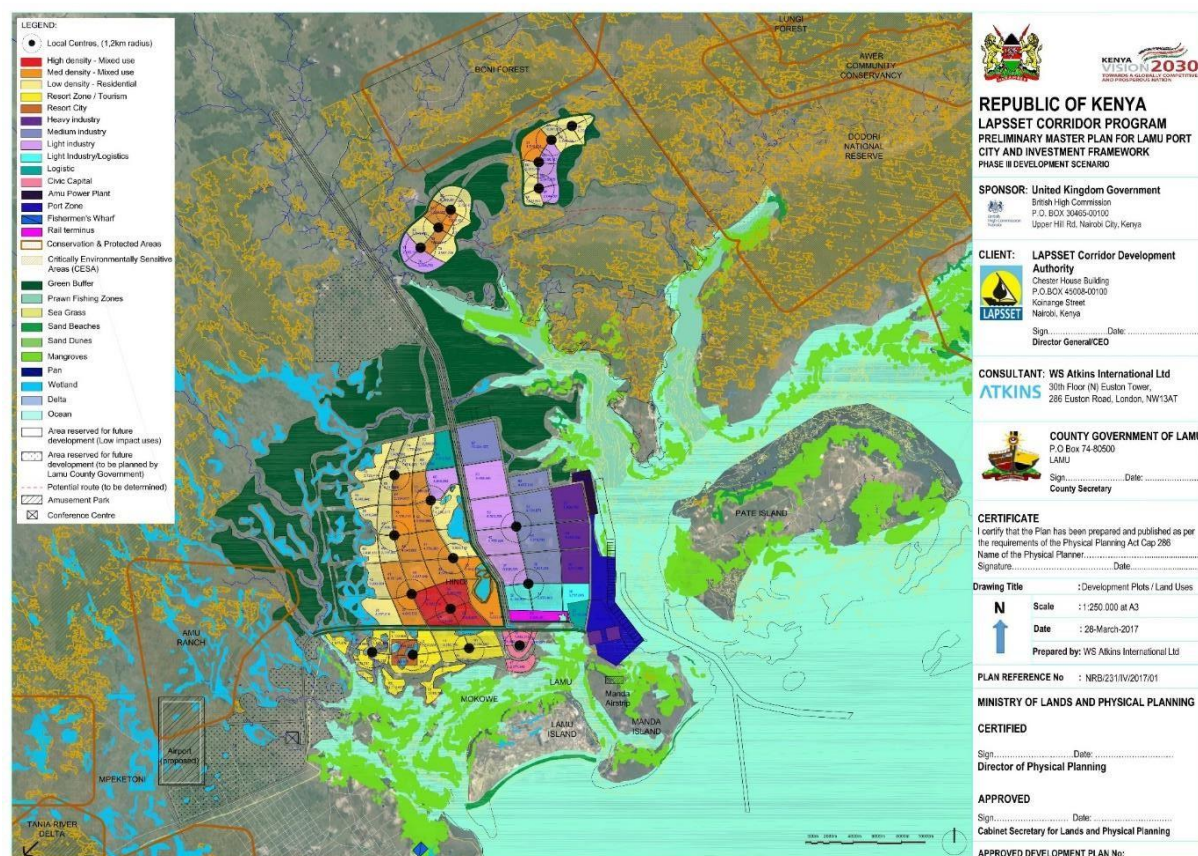 LEGEND:
Local Centres, (1,2km radius)
High density - Mixed use
Med density - Mixed use
Low density - Residential
Resort Zone / Tourism
Resort City
Heavy industry
Medium industry
Light industry
Light Industry/Logistics
Logistic
Civic Capital
Amu Power Plant
Port Zone
Fishermen's Wharf
Rail terminus
Conservation & Protected Areas
Critically Environmentally Sensitive
Areas (CESA)
Green Buffer
Prawn Fishing Zones
Sea Grass
Sand Beaches
Sand Dunes
Mangroves
Pan
Wetland
Delta
Ocean
Area reserved for future
development (Low impact uses)
Area reserved for future
development (to be planned by
Lamu County Government)
Potential route (to be determined)
Amusement Park
Conference Centre
LUNGI
FOREST
BONI FOREST
AWER
COMMUNITY
CONSERVANCY
DODORI
NATIONAL
RESERVE
PATE ISLAND
HINDI
AMU
RANCH
MOKOWE
LAMU
Manda
Airstrip
LAMU
ISLAND
MANDA
ISLAND
Airport
(proposed)
MPEKETONI
TANA RIVER
DELTA
KENYA
VISION 2030
TOWARDS A GLOBALLY COMPETITIVE
AND PROSPEROUS NATION
REPUBLIC OF KENYA
LAPSSET CORRIDOR PROGRAM
PRELIMINARY MASTER PLAN FOR LAMU PORT
CITY AND INVESTMENT FRAMEWORK
PHASE III DEVELOPMENT SCENARIO
SPONSOR: United Kingdom Government
British High Commission
P.O. BOX 30465-00100
Upper Hill Rd, Nairobi City, Kenya
British High Commission
Nairobi
CLIENT: LAPSSET Corridor Development
Authority
Chester House Building
P.O.BOX 45008-00100
Koinange Street
Nairobi, Kenya
LAPSSET
Sign....................Date: ....................
Director General/CEO
CONSULTANT: WS Atkins International Ltd
30th Floor (N) Euston Tower,
286 Euston Road, London, NW13AT
ATKINS
COUNTY GOVERNMENT OF LAMU
P.O Box 74-80500
LAMU
Sign....................Date: ....................
County Secretary
CERTIFICATE
I certify that the Plan has been prepared and published as per
the requirements of the Physical Planning Act Cap 286
Name of the Physical Planner....................
Signature....................Date....................
Drawing Title : Development Plots / Land Uses
N
Scale : 1:250.000 at A3
Date : 28-March-2017
Prepared by: WS Atkins International Ltd
PLAN REFERENCE No : NRB/231/IV/2017/01
MINISTRY OF LANDS AND PHYSICAL PLANNING
CERTIFIED
Sign....................Date: ....................
Director of Physical Planning
APPROVED
Sign.................... Date: ....................
Cabinet Secretary for Lands and Physical Planning
APPROVED DEVELOPMENT PLAN No: